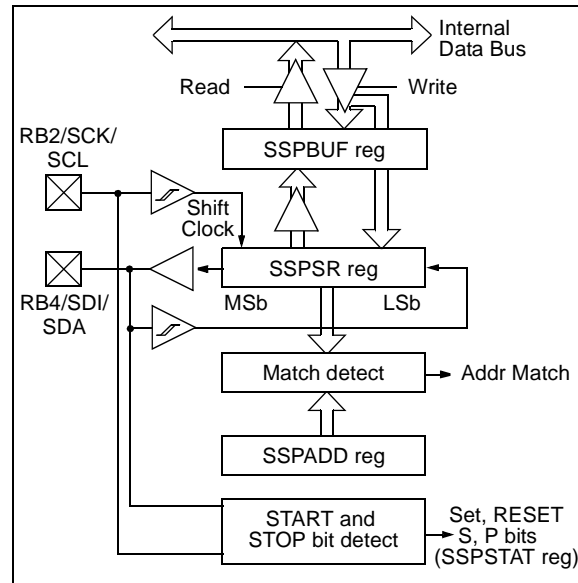 Internal
Data Bus
Read
Write
RB2/SCK/
SCL
SSPBUF reg
Shift
Clock
SSPSR reg
MSb
LSb
RB4/SDI/
SDA
Match detect
Addr Match
SSPADD reg
START and
STOP bit detect
Set, RESET
S, P bits
(SSPSTAT reg)